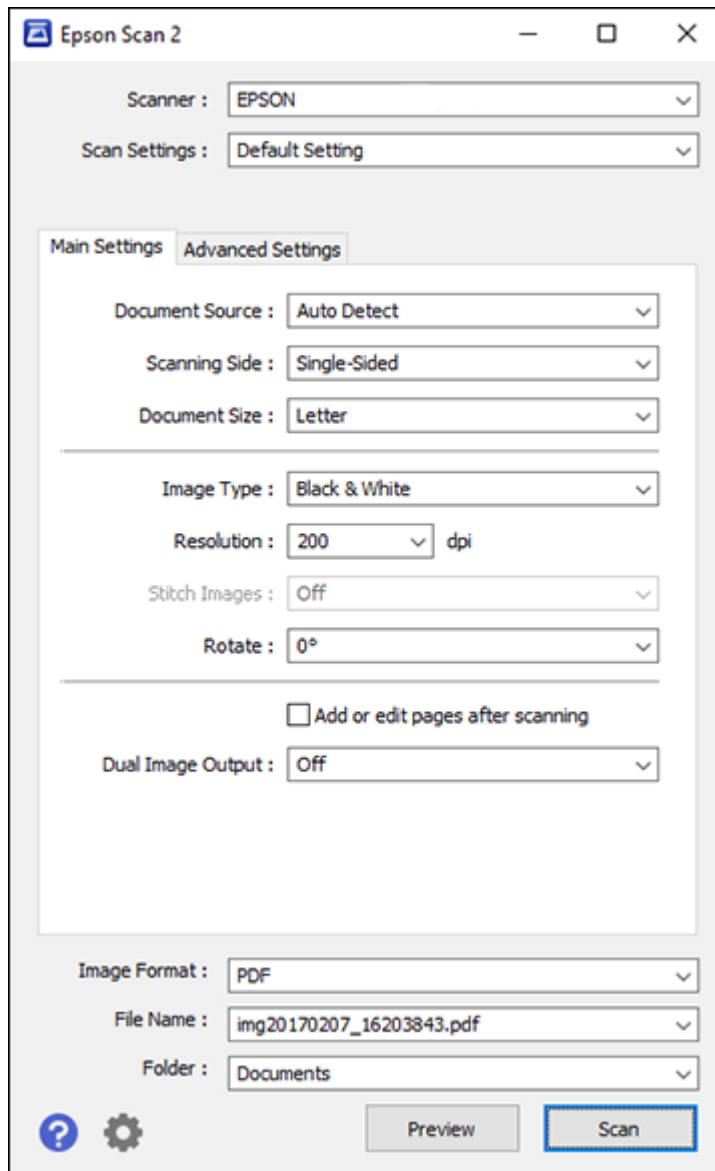 Epson Scan 2
Scanner : EPSON
Scan Settings : Default Setting
Main Settings Advanced Settings
Document Source : Auto Detect
Scanning Side : Single-Sided
Document Size : Letter
Image Type : Black & White
Resolution : 200 dpi
Stitch Images : Off
Rotate : 0°
Add or edit pages after scanning
Dual Image Output : Off
Image Format : PDF
File Name : img20170207_16203843.pdf
Folder : Documents
? Preview Scan